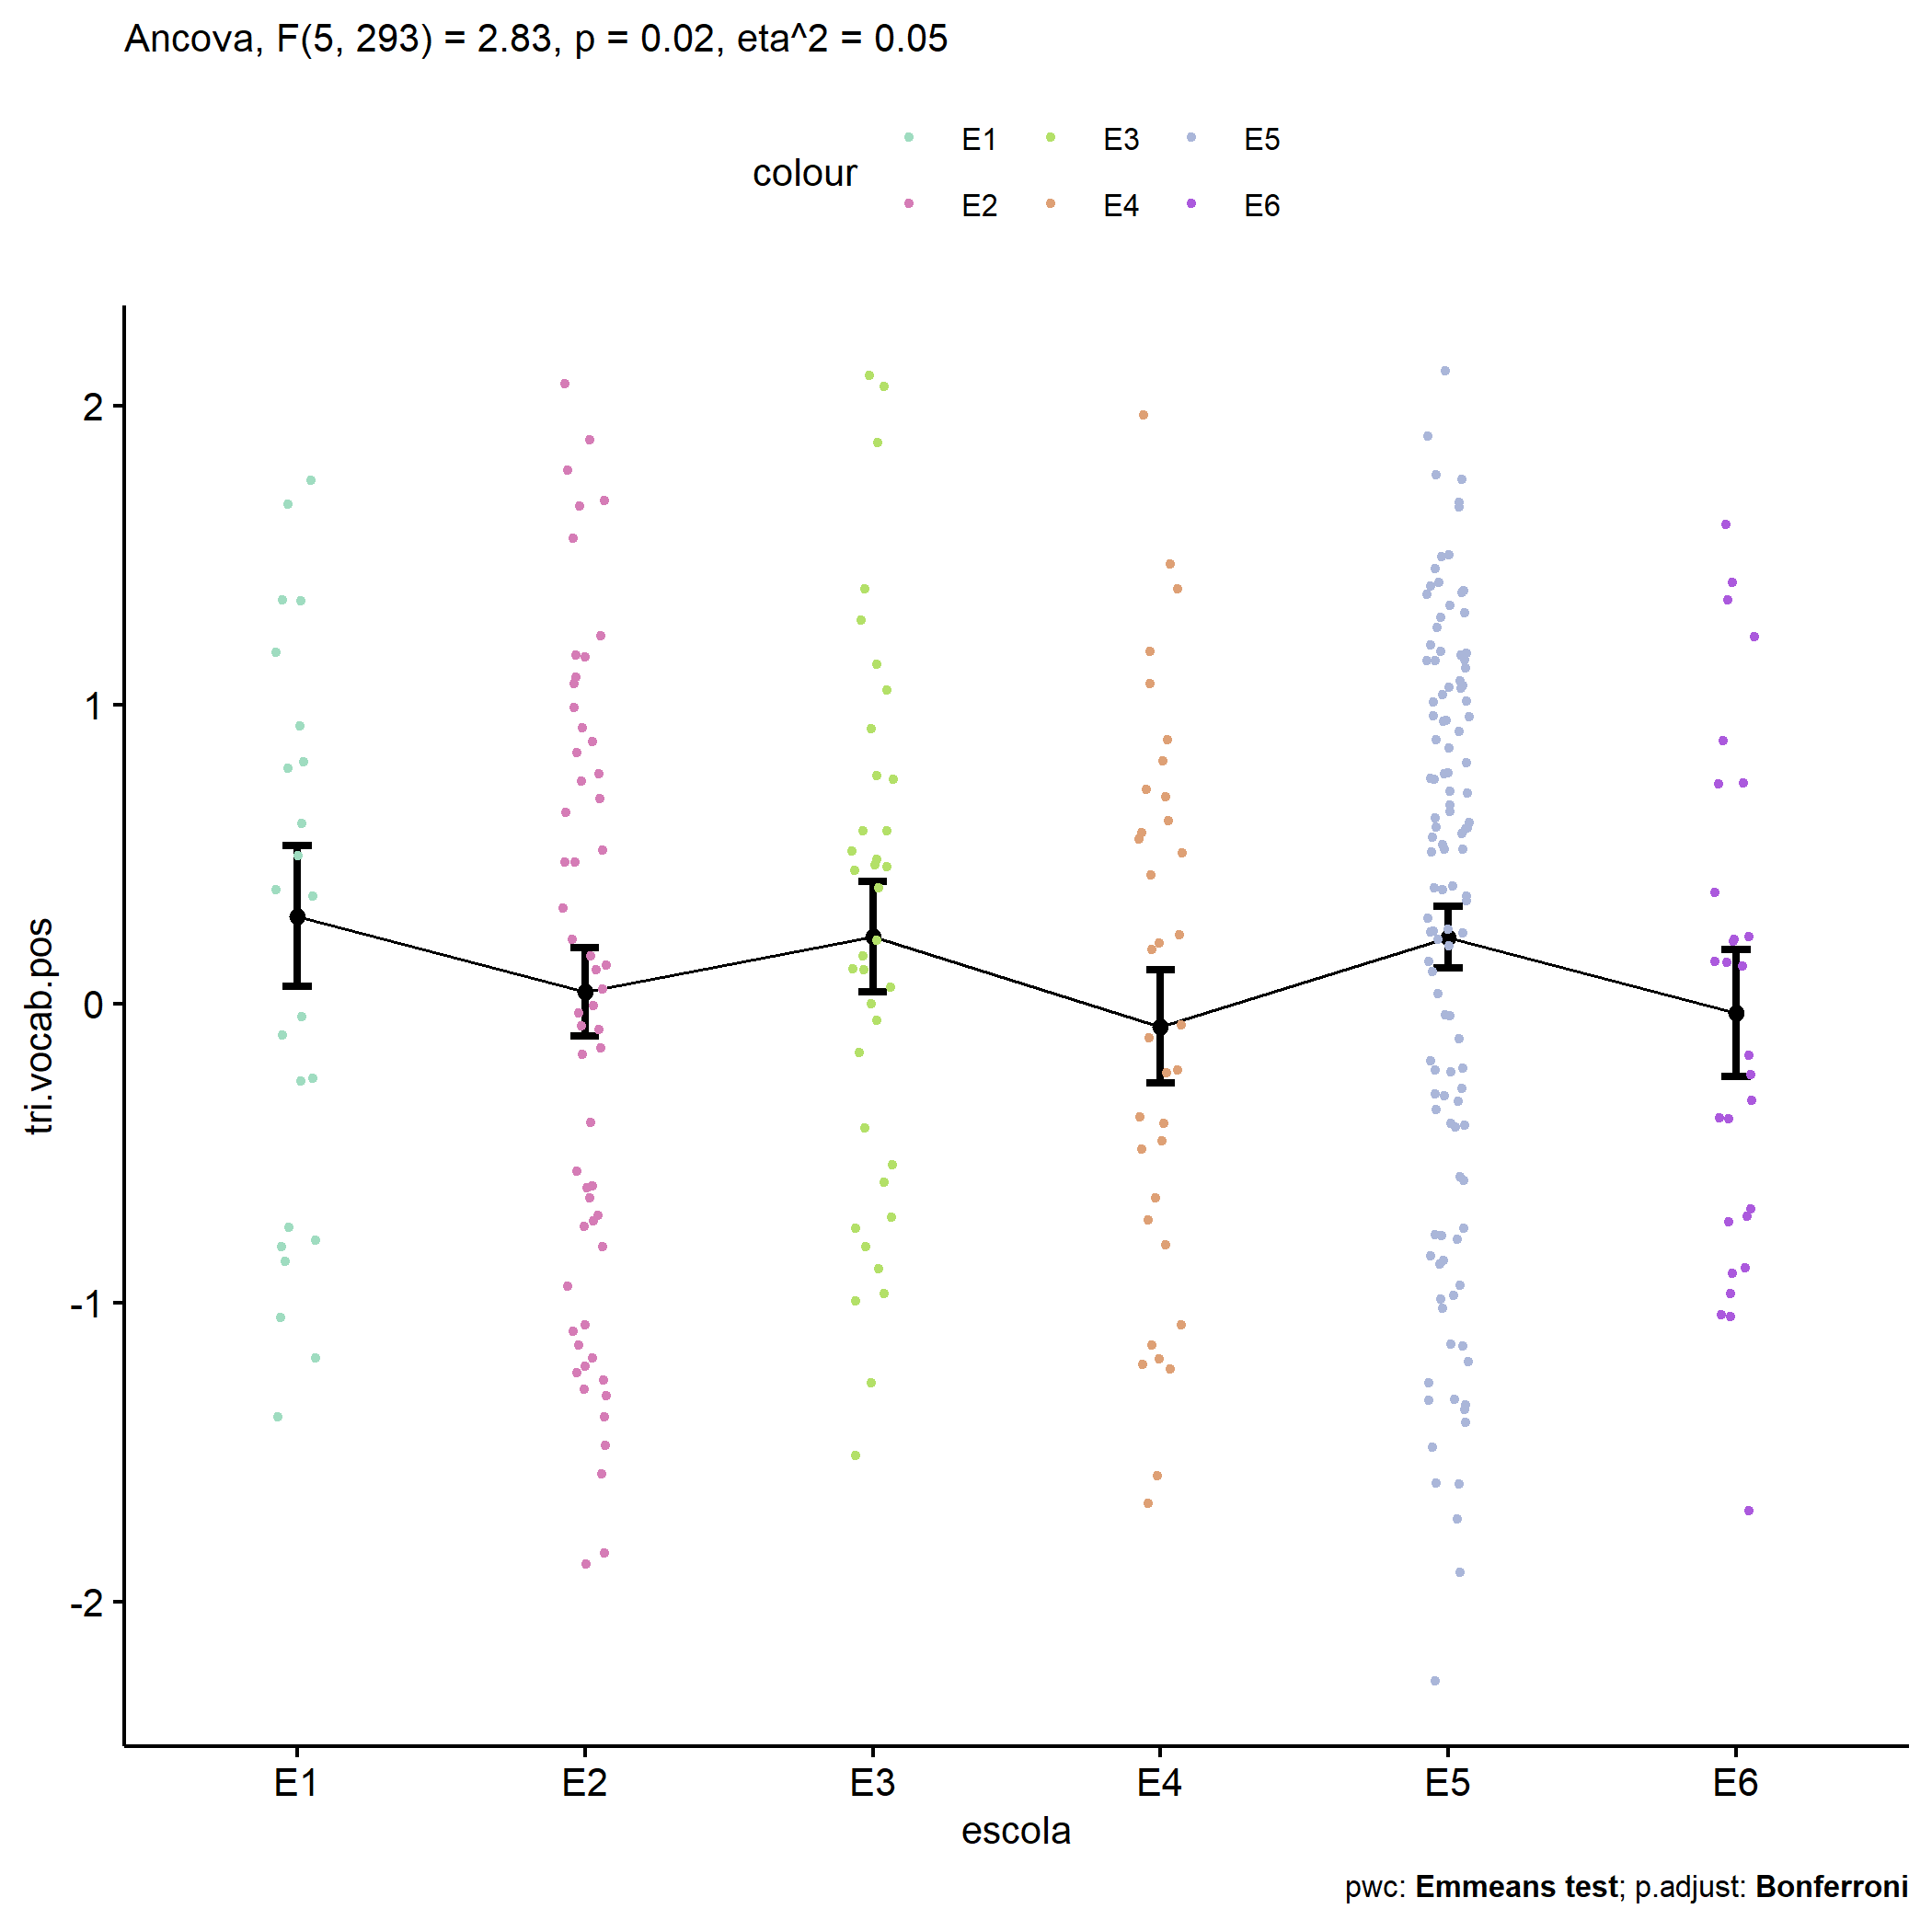 Ancova, F(5, 293) = 2.83, p = 0.02, eta^2 = 0.05
colour
E1 E3 E5
E2 E4 E6
tri.vocab.pos
2
1
0
-1
-2
E1 E2 E3 E4 E5 E6
escola
pwc: Emmeans test; p.adjust: Bonferroni